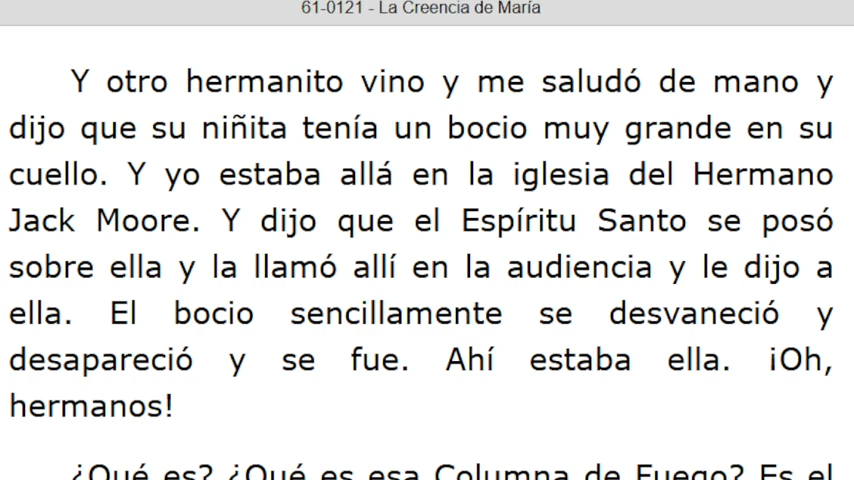 61-0121 - La Creencia de María
Y otro hermanito vino y me saludó de mano y
dijo que su niñita tenía un bocio muy grande en su
cuello. Y yo estaba allá en la iglesia del Hermano
Jack Moore. Y dijo que el Espíritu Santo se posó
sobre ella y la llamó allí en la audiencia y le dijo a
ella. El bocio sencillamente se desvaneció y
desapareció y se fue. Ahí estaba ella. ¡Oh,
hermanos!
¿Qué es? ¿Qué es esa Columna de Fuego? Es el